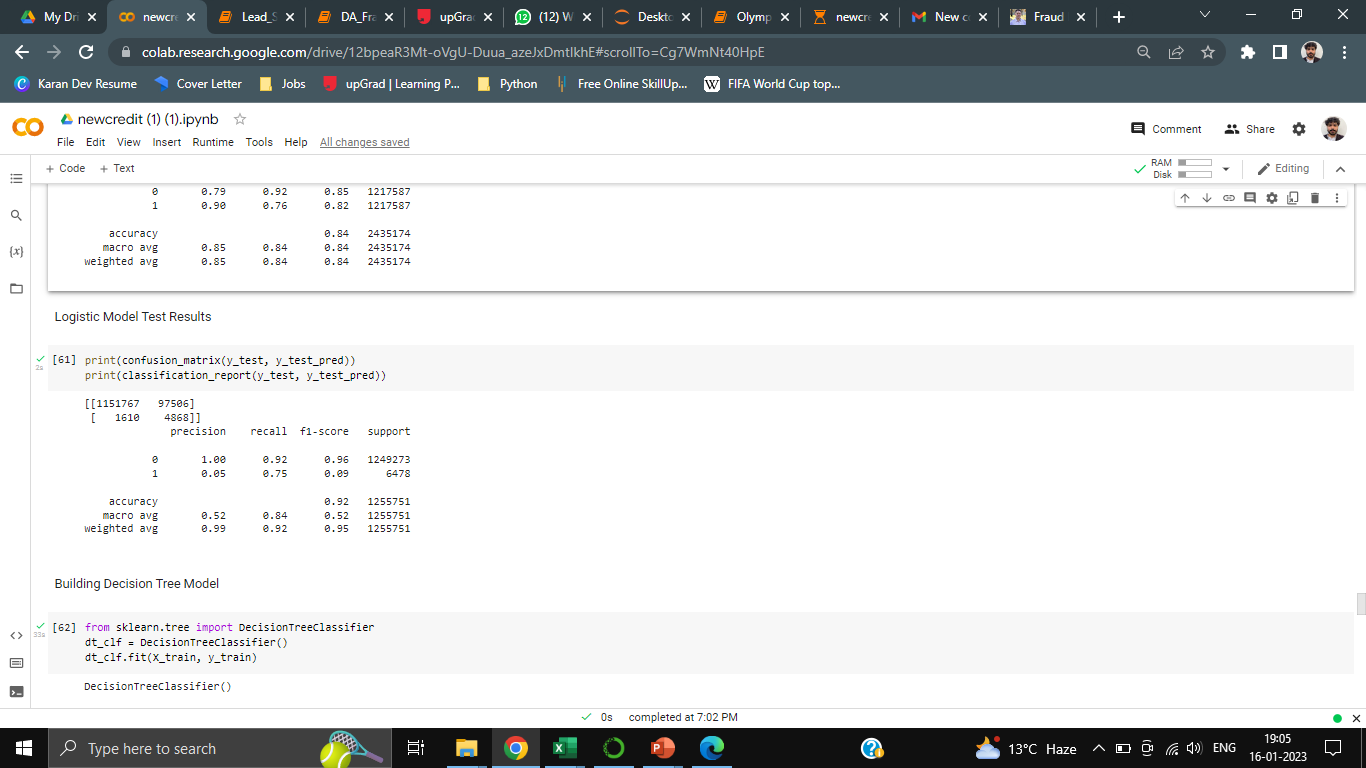 My Dri
newcre
Lead_S
DA_Fra
upGra
(12) W
Deskto
Olymp
newcre
New c
Fraud
colab.research.google.com/drive/12bpeaR3Mt-oVgU-Duua_azeJxDmtIkhE#scrollTo=Cg7WmNt40HpE
Karan Dev Resume
Cover Letter
Jobs
upGrad | Learning P...
Python
Free Online SkillUp...
FIFA World Cup top...
newcredit (1) (1).ipynb
Comment
Share
File Edit View Insert Runtime Tools Help All changes saved
+ Code + Text
RAM
Disk
Editing
0 0.79 0.92 0.85 1217587
1 0.90 0.76 0.82 1217587
accuracy 0.84 2435174
macro avg 0.85 0.84 0.84 2435174
weighted avg 0.85 0.84 0.84 2435174
Logistic Model Test Results
[61] print(confusion_matrix(y_test, y_test_pred))
2s
print(classification_report(y_test, y_test_pred))
[[1151767 97506]
[ 1610 4868]]
precision recall f1-score support
0 1.00 0.92 0.96 1249273
1 0.05 0.75 0.09 6478
accuracy 0.92 1255751
macro avg 0.52 0.84 0.52 1255751
weighted avg 0.99 0.92 0.95 1255751
Building Decision Tree Model
[62] from sklearn.tree import DecisionTreeClassifier
33s
dt_clf = DecisionTreeClassifier()
dt_clf.fit(X_train, y_train)
DecisionTreeClassifier()
0s completed at 7:02 PM
Type here to search
13°C Haze
ENG
19:05
16-01-2023